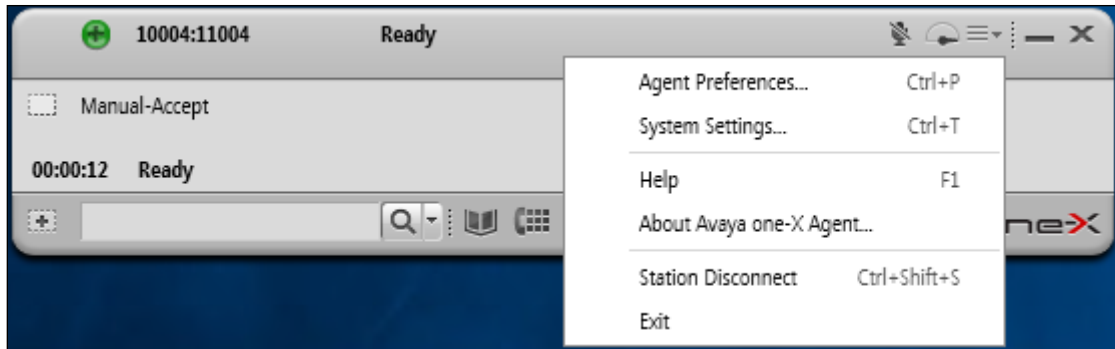 10004:11004 Ready
Agent Preferences... Ctrl+P
Manual-Accept
System Settings... Ctrl+T
00:00:12 Ready
Help F1
About Avaya one-X Agent...
ne-X
Station Disconnect Ctrl+Shift+S
Exit